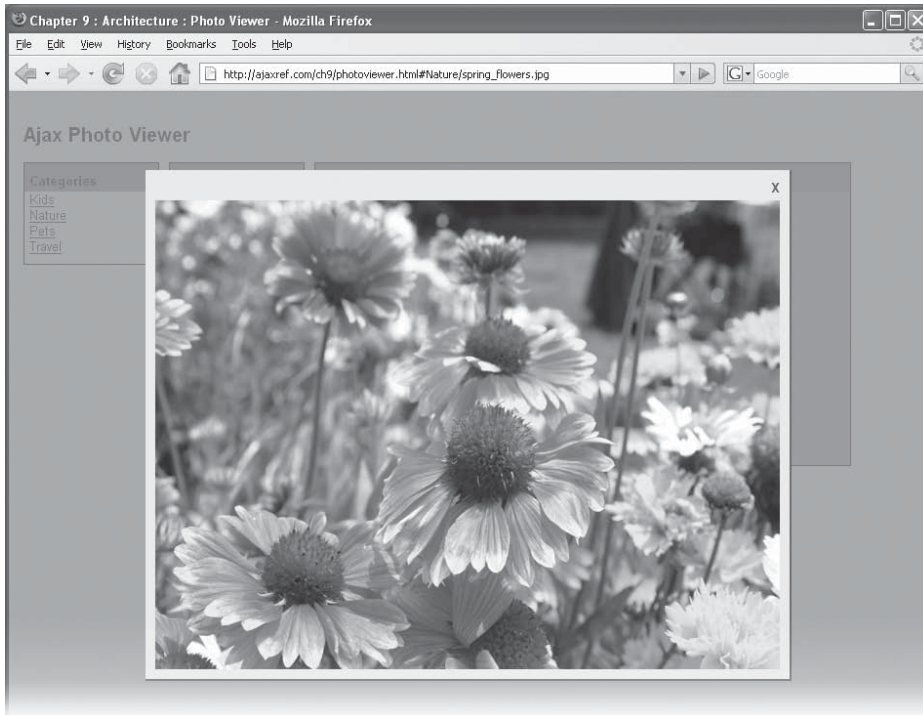 Chapter 9 : Architecture : Photo Viewer - Mozilla Firefox
File Edit View History Bookmarks Tools Help
http://ajaxref.com/ch9/photoviewer.html#Nature/spring_flowers.jpg
G Google
Ajax Photo Viewer
Categories
Kids
Nature
Pets
Travel
X